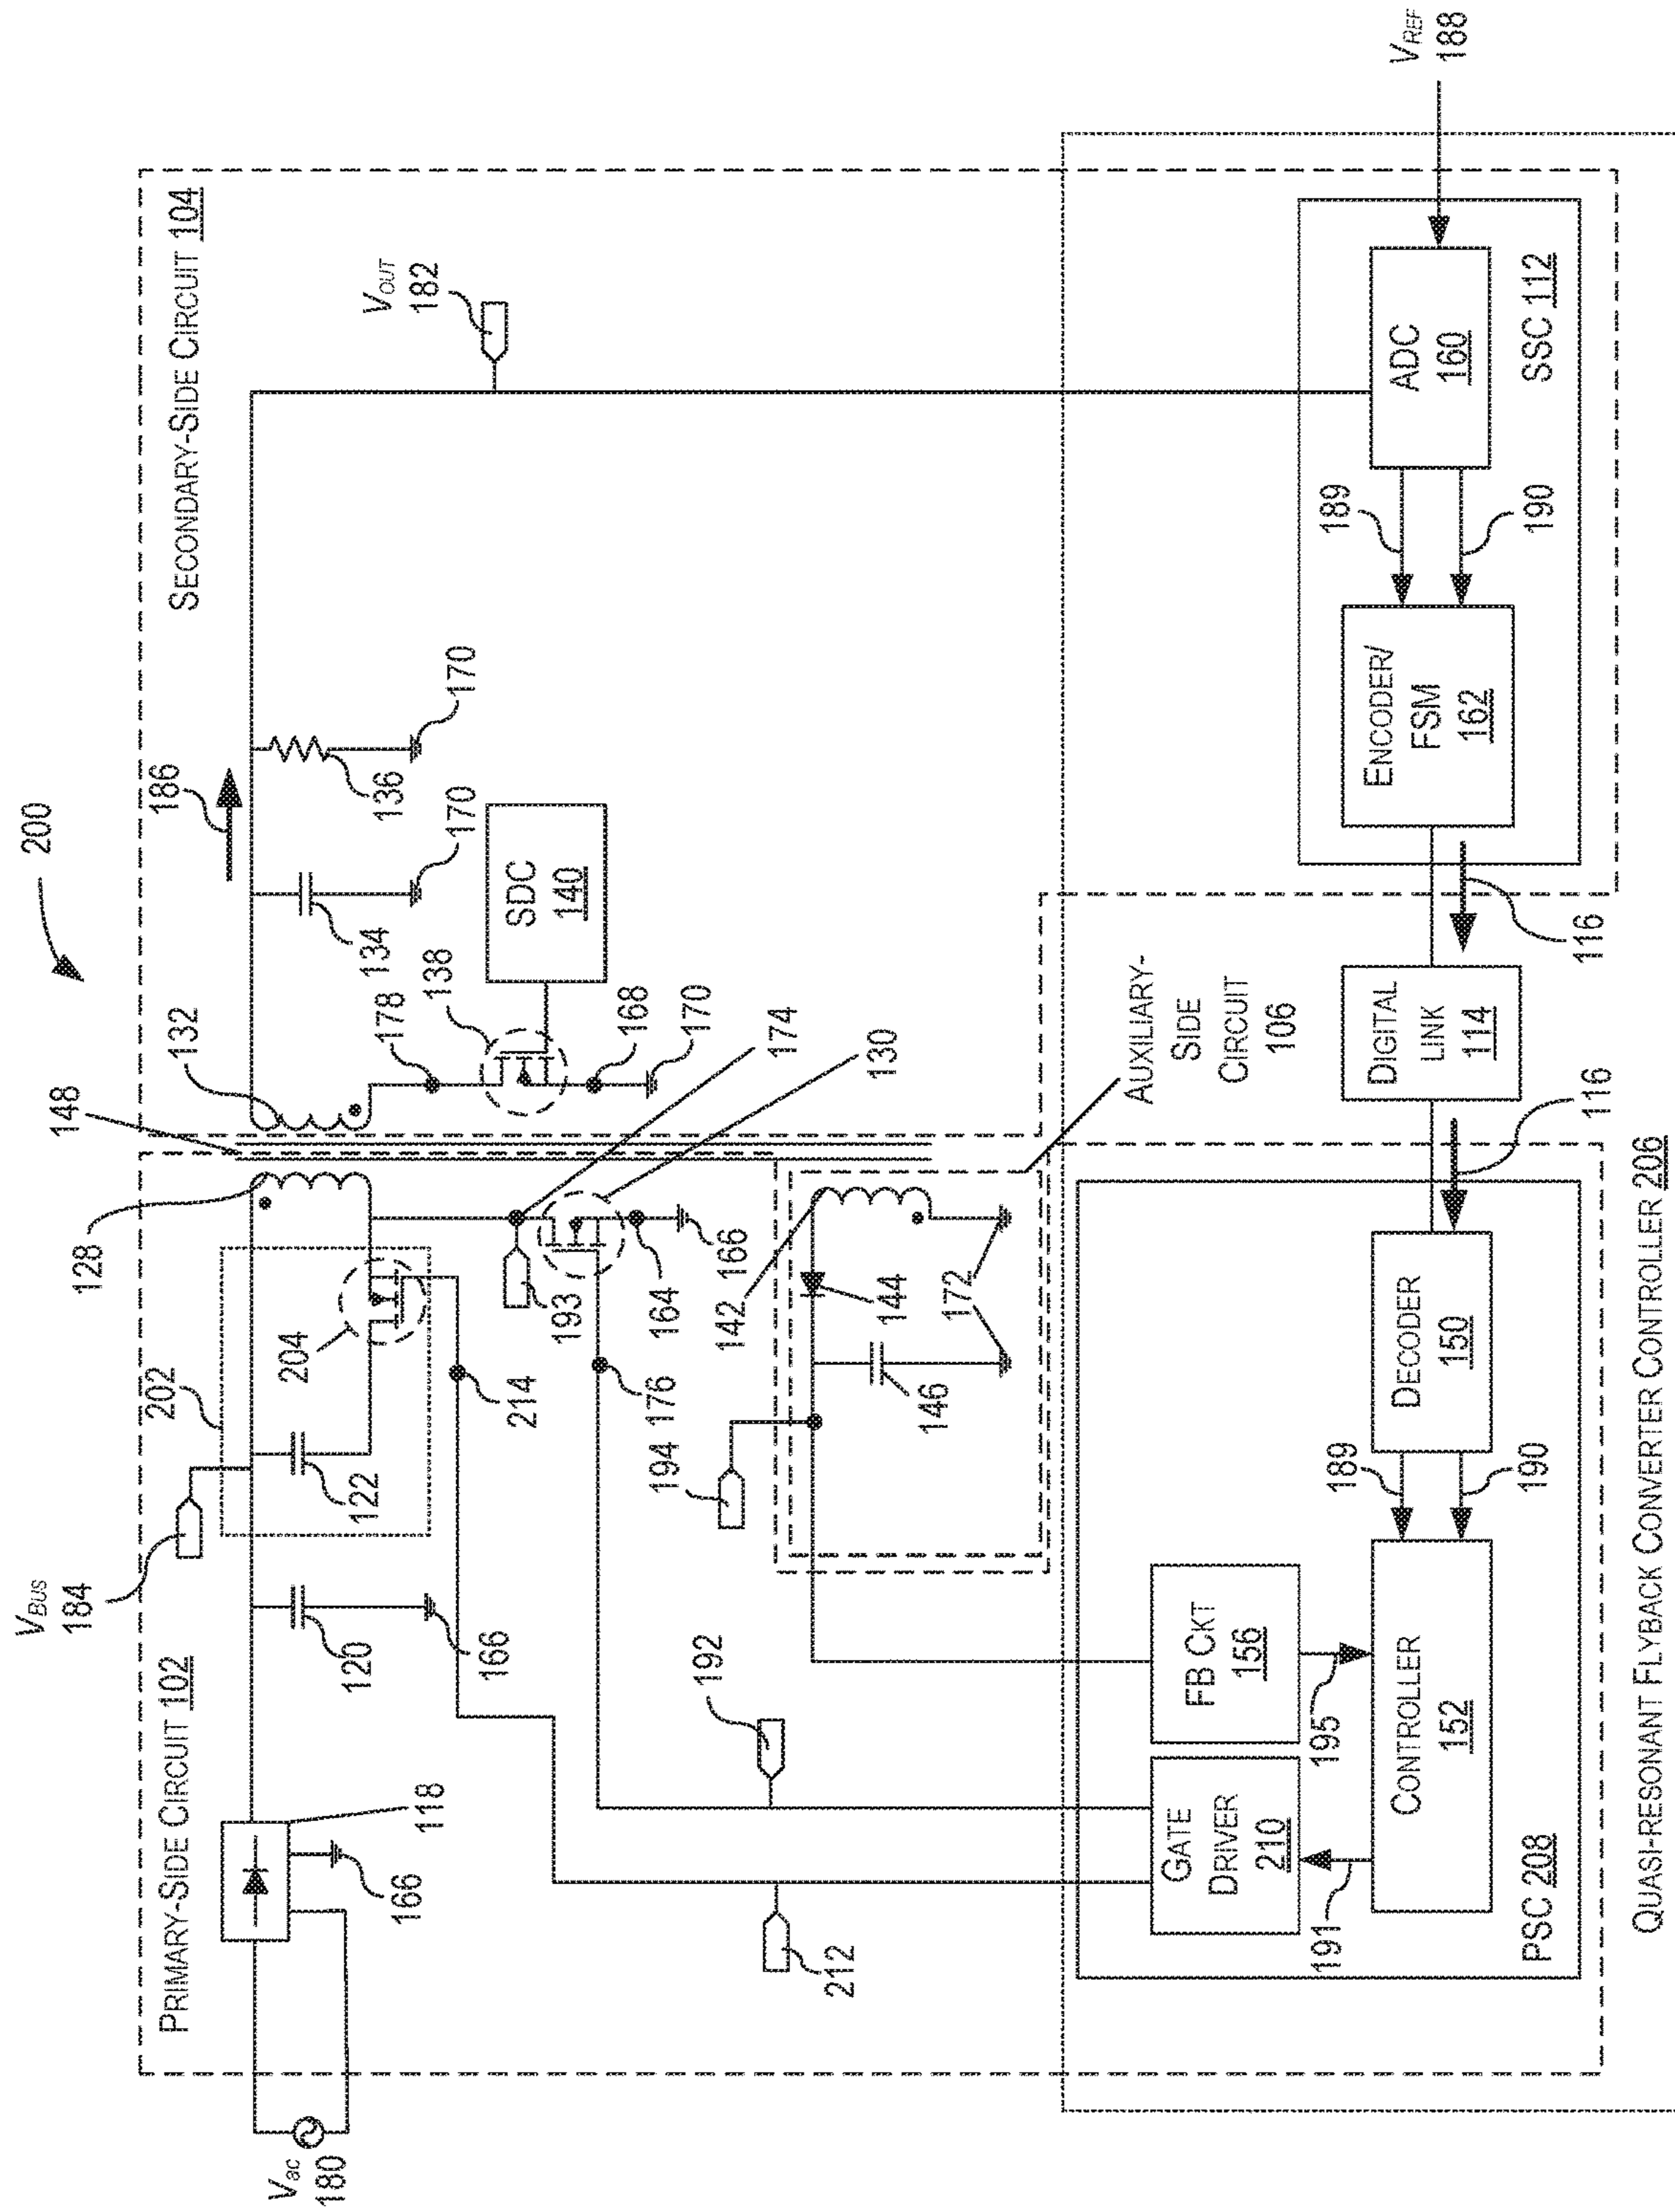 200
PRIMARY-SIDE CIRCUIT 102
SECONDARY-SIDE CIRCUIT 104
Vac
180
118
166
VBUS
184
120
166
202
122
204
128
148
132
186
134
170
136
170
VOUT
182
178
138
SDC
140
168
170
174
130
193
164
166
176
214
192
212
194
142
144
146
172
AUXILIARY-
SIDE
CIRCUIT
106
GATE
DRIVER
210
FB CKT
156
191
195
CONTROLLER
152
189
190
DECODER
150
PSC 208
116
DIGITAL
LINK
114
116
ENCODER/
FSM
162
189
190
ADC
160
SSC 112
VREF
188
QUASI-RESONANT FLYBACK CONVERTER CONTROLLER 206